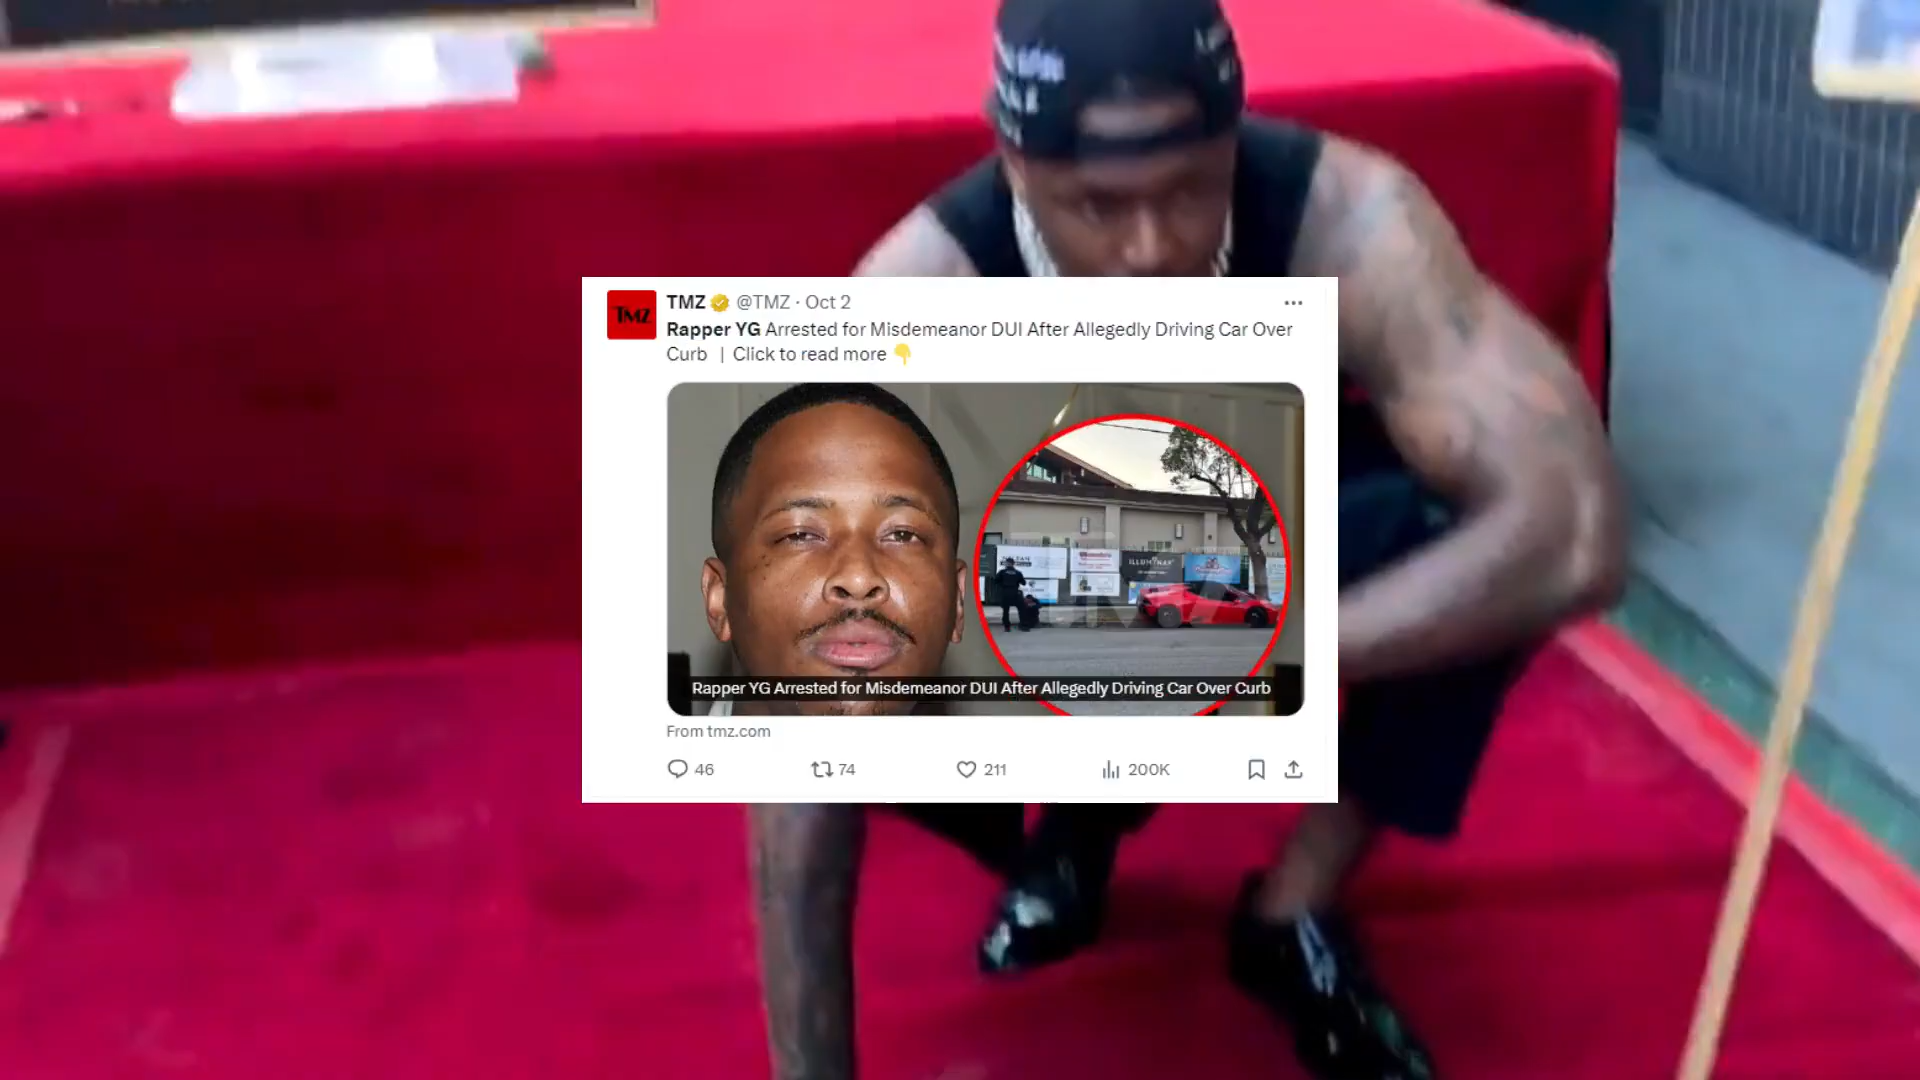 TMZ @TMZ · Oct 2
TMZ
Rapper YG Arrested for Misdemeanor DUI After Allegedly Driving Car Over
Curb | Click to read more
ILLUMINAY
Rapper YG Arrested for Misdemeanor DUI After Allegedly Driving Car Over Curb
From tmz.com
46 74 211 200K